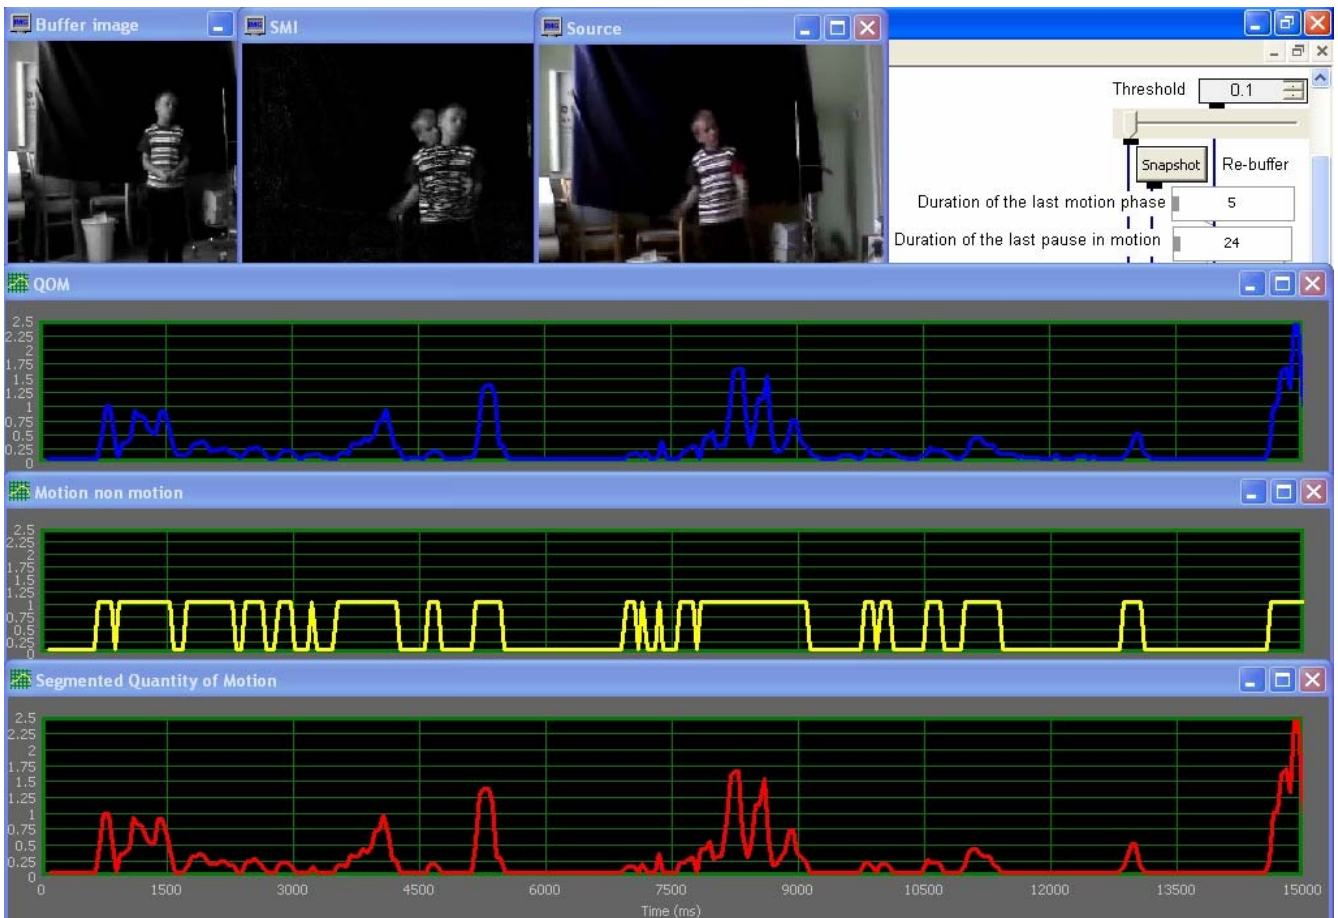 Buffer image
SMI
Source
Threshold 0.1
Snapshot Re-buffer
Duration of the last motion phase 5
Duration of the last pause in motion 24
QOM
2.5
2.25
2
1.75
1.5
1.25
1
0.75
0.5
0.25
0
Motion non motion
2.5
2.25
2
1.75
1.5
1.25
1
0.75
0.5
0.25
0
Segmented Quantity of Motion
2.5
2.25
2
1.75
1.5
1.25
1
0.75
0.5
0.25
0
0 1500 3000 4500 6000 7500 9000 10500 12000 13500 15000
Time (ms)